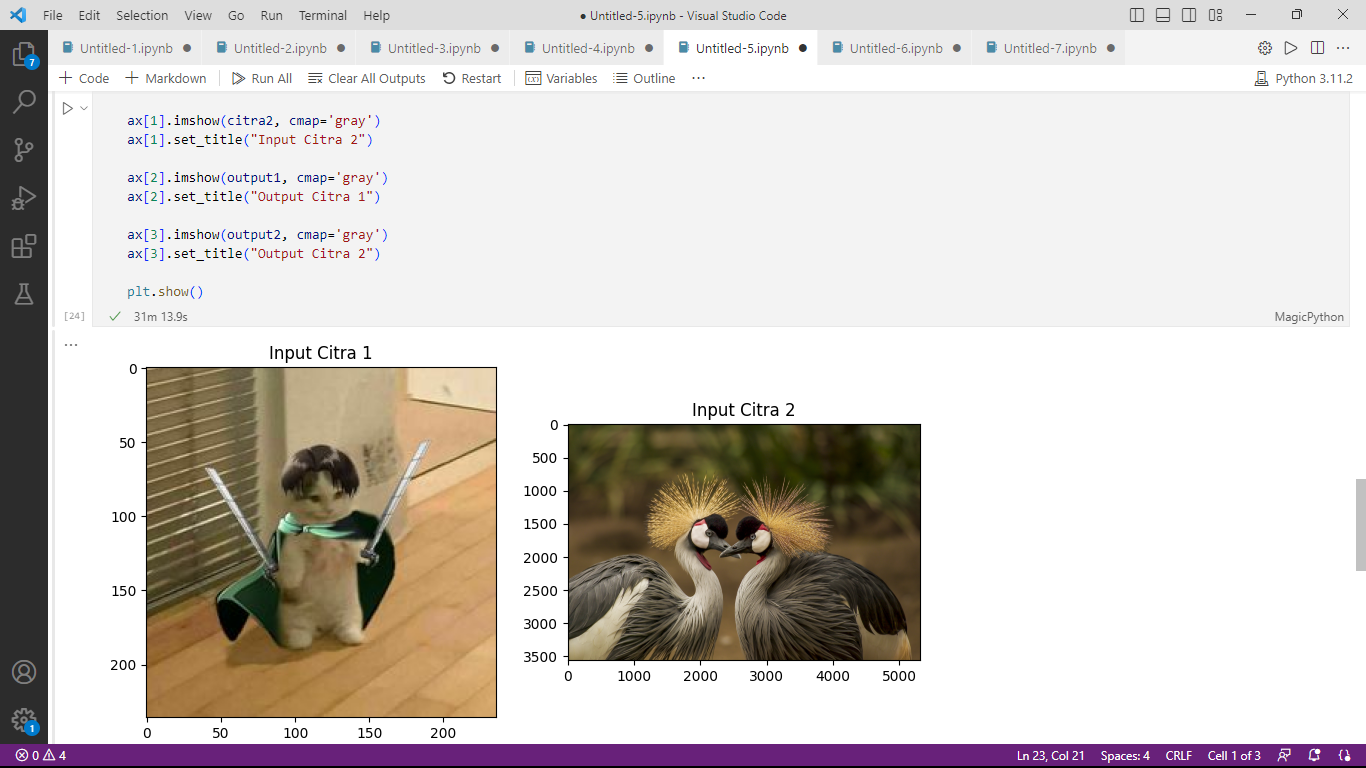 File Edit Selection View Go Run Terminal Help ● Untitled-5.ipynb - Visual Studio Code
Untitled-1.ipynb ● Untitled-2.ipynb ● Untitled-3.ipynb ● Untitled-4.ipynb ● Untitled-5.ipynb ● Untitled-6.ipynb ● Untitled-7.ipynb ●
+ Code + Markdown Run All Clear All Outputs Restart Variables Outline ... Python 3.11.2
7
ax[1].imshow(citra2, cmap='gray')
ax[1].set_title("Input Citra 2")
ax[2].imshow(output1, cmap='gray')
ax[2].set_title("Output Citra 1")
ax[3].imshow(output2, cmap='gray')
ax[3].set_title("Output Citra 2")
plt.show()
[24] ✓ 31m 13.9s MagicPython
...
Input Citra 1
0
50
100
150
200
0 50 100 150 200
Input Citra 2
0
500
1000
1500
2000
2500
3000
3500
0 1000 2000 3000 4000 5000
1
0 4 Ln 23, Col 21 Spaces: 4 CRLF Cell 1 of 3